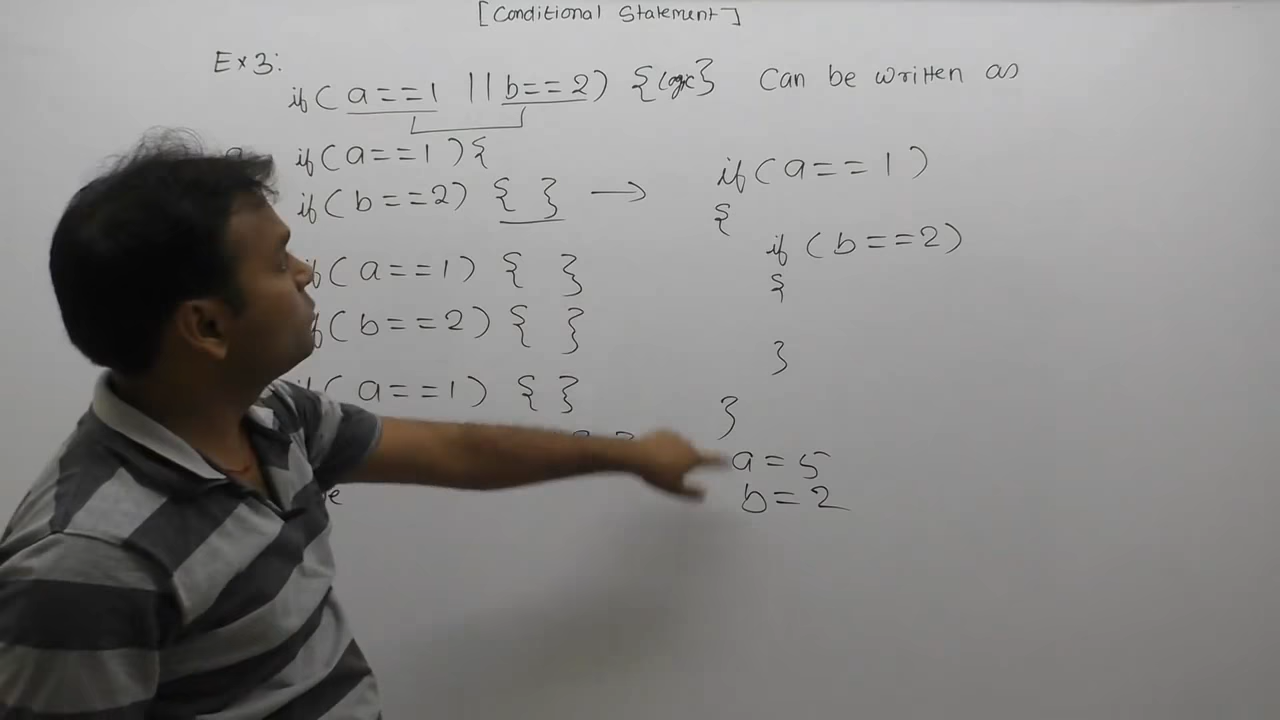 [Conditional Statement]
Ex 3:
if( a==1 || b==2) {logic} Can be written as
if(a==1){
if( b==2) { }
if(a==1) { }
if(b==2) { }
if( a==1) { }
if( a==1 )
{
if (b==2)
{
}
}
a=5
b=2